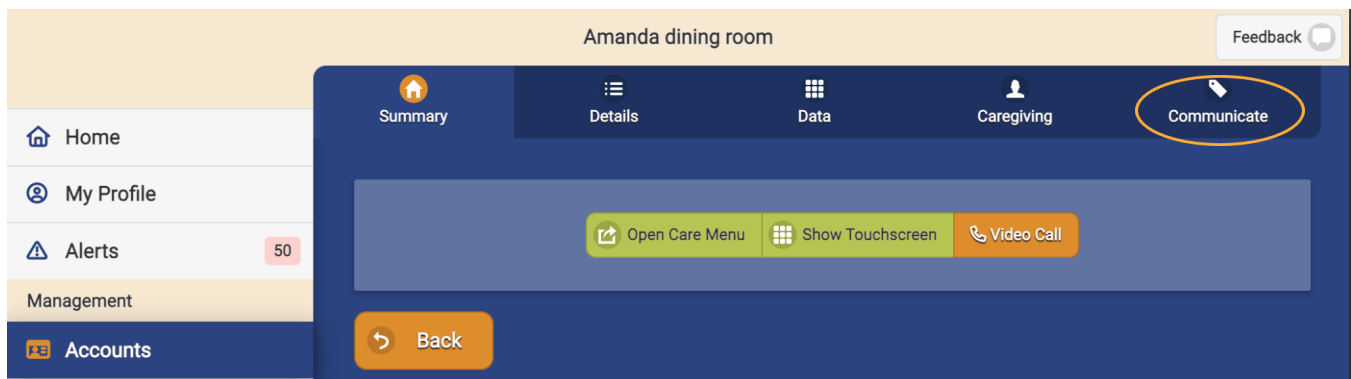 Amanda dining room
Feedback
Summary
Details
Data
Caregiving
Communicate
Home
My Profile
Alerts 50
Management
Accounts
Open Care Menu
Show Touchscreen
Video Call
Back